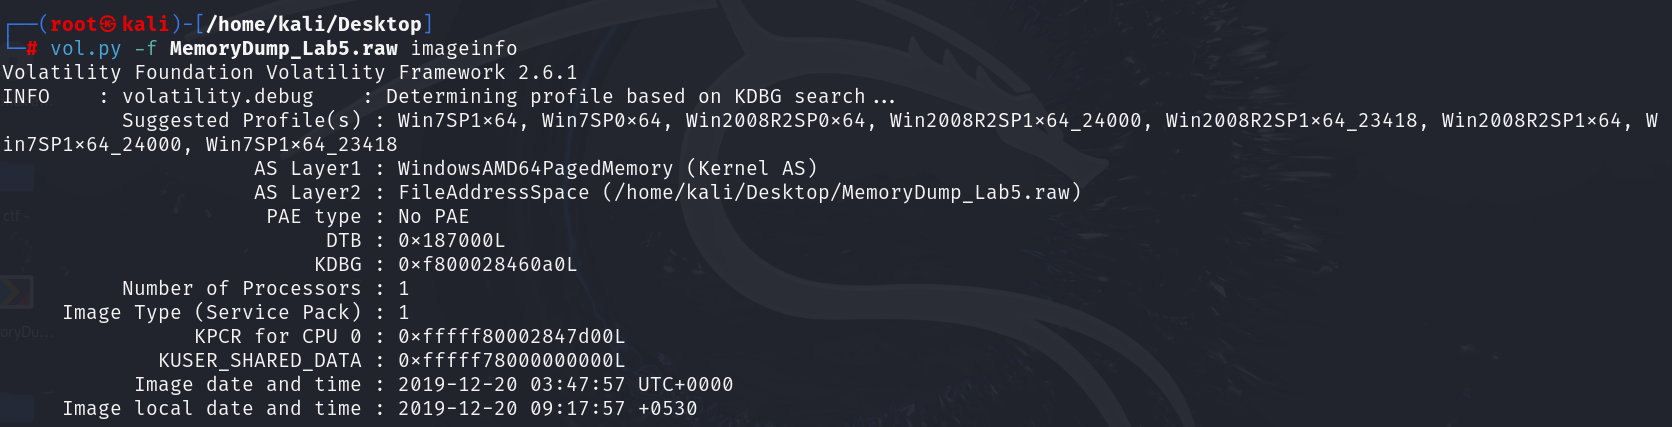 ┌──(root㉿kali)-[/home/kali/Desktop]
└─# vol.py -f MemoryDump_Lab5.raw imageinfo
Volatility Foundation Volatility Framework 2.6.1
INFO    : volatility.debug    : Determining profile based on KDBG search...
          Suggested Profile(s) : Win7SP1x64, Win7SP0x64, Win2008R2SP0x64, Win2008R2SP1x64_24000, Win2008R2SP1x64_23418, Win2008R2SP1x64, W
in7SP1x64_24000, Win7SP1x64_23418
                     AS Layer1 : WindowsAMD64PagedMemory (Kernel AS)
                     AS Layer2 : FileAddressSpace (/home/kali/Desktop/MemoryDump_Lab5.raw)
                      PAE type : No PAE
                           DTB : 0x187000L
                          KDBG : 0xf800028460a0L
          Number of Processors : 1
     Image Type (Service Pack) : 1
                KPCR for CPU 0 : 0xfffff80002847d00L
             KUSER_SHARED_DATA : 0xfffff78000000000L
           Image date and time : 2019-12-20 03:47:57 UTC+0000
     Image local date and time : 2019-12-20 09:17:57 +0530